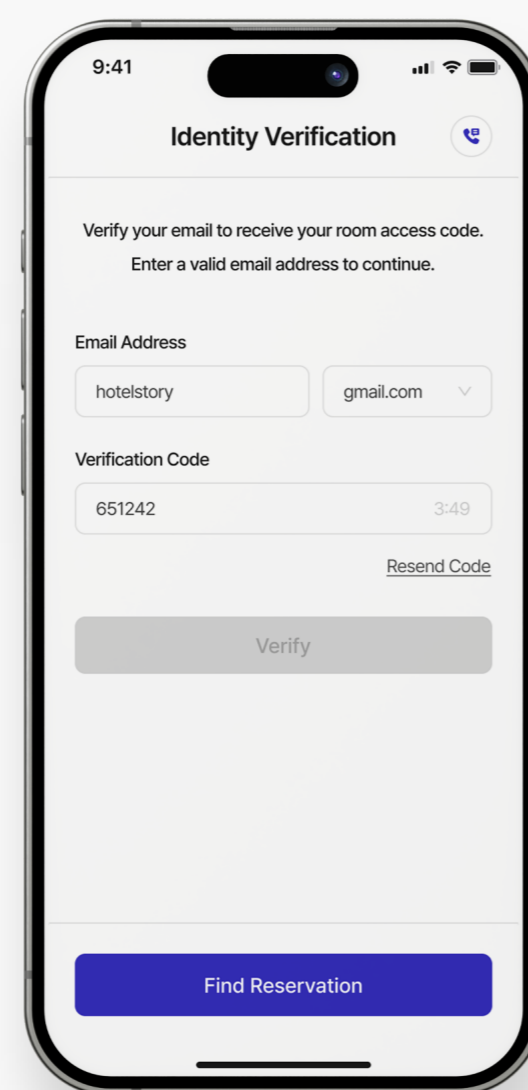 9:41
Identity Verification
Verify your email to receive your room access code.
Enter a valid email address to continue.
Email Address
hotelstory gmail.com
Verification Code
651242 3:49
Resend Code
Verify
Find Reservation